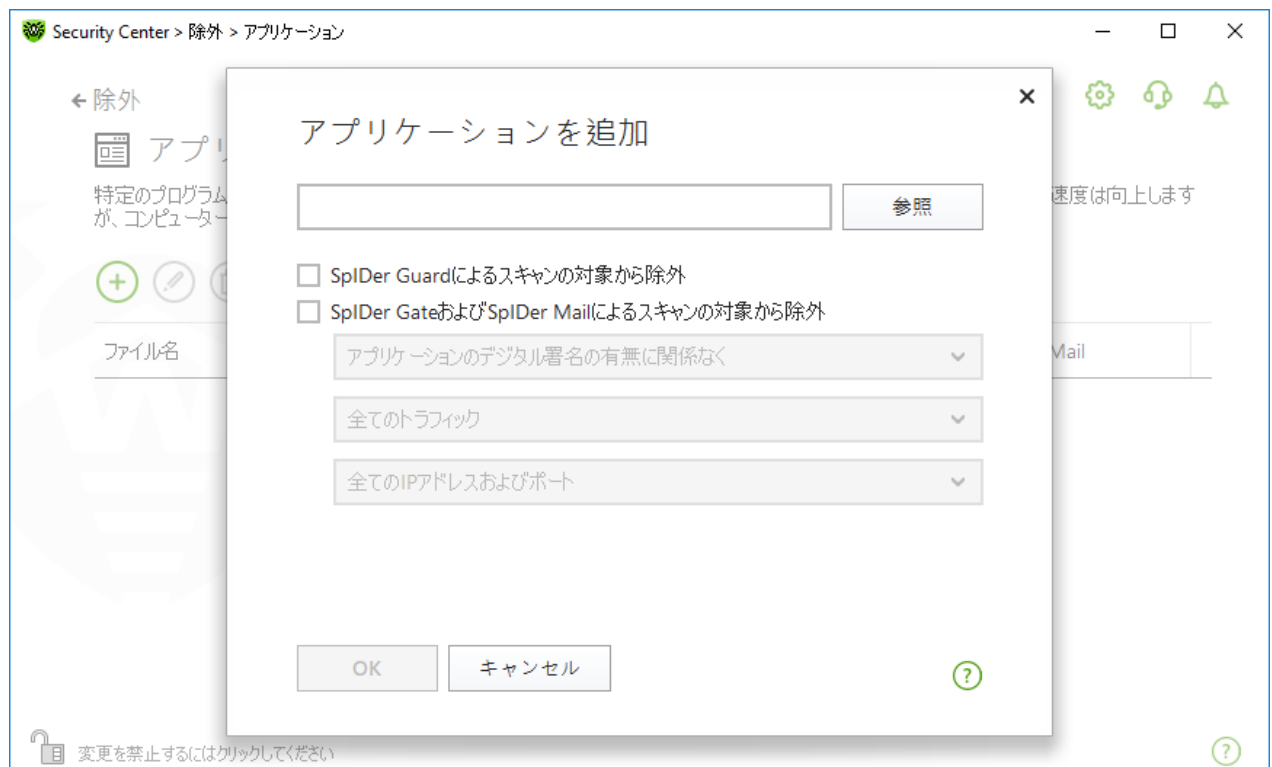 Security Center > 除外 > アプリケーション
除外
アプリ
特定のプログラム
速度は向上します
が、コンピューター
ファイル名
Mail
アプリケーションを追加
参照
SpIDer Guardによるスキャンの対象から除外
SpIDer GateおよびSpIDer Mailによるスキャンの対象から除外
アプリケーションのデジタル署名の有無に関係なく
全てのトラフィック
全てのIPアドレスおよびポート
OK
キャンセル
?
変更を禁止するにはクリックしてください
?